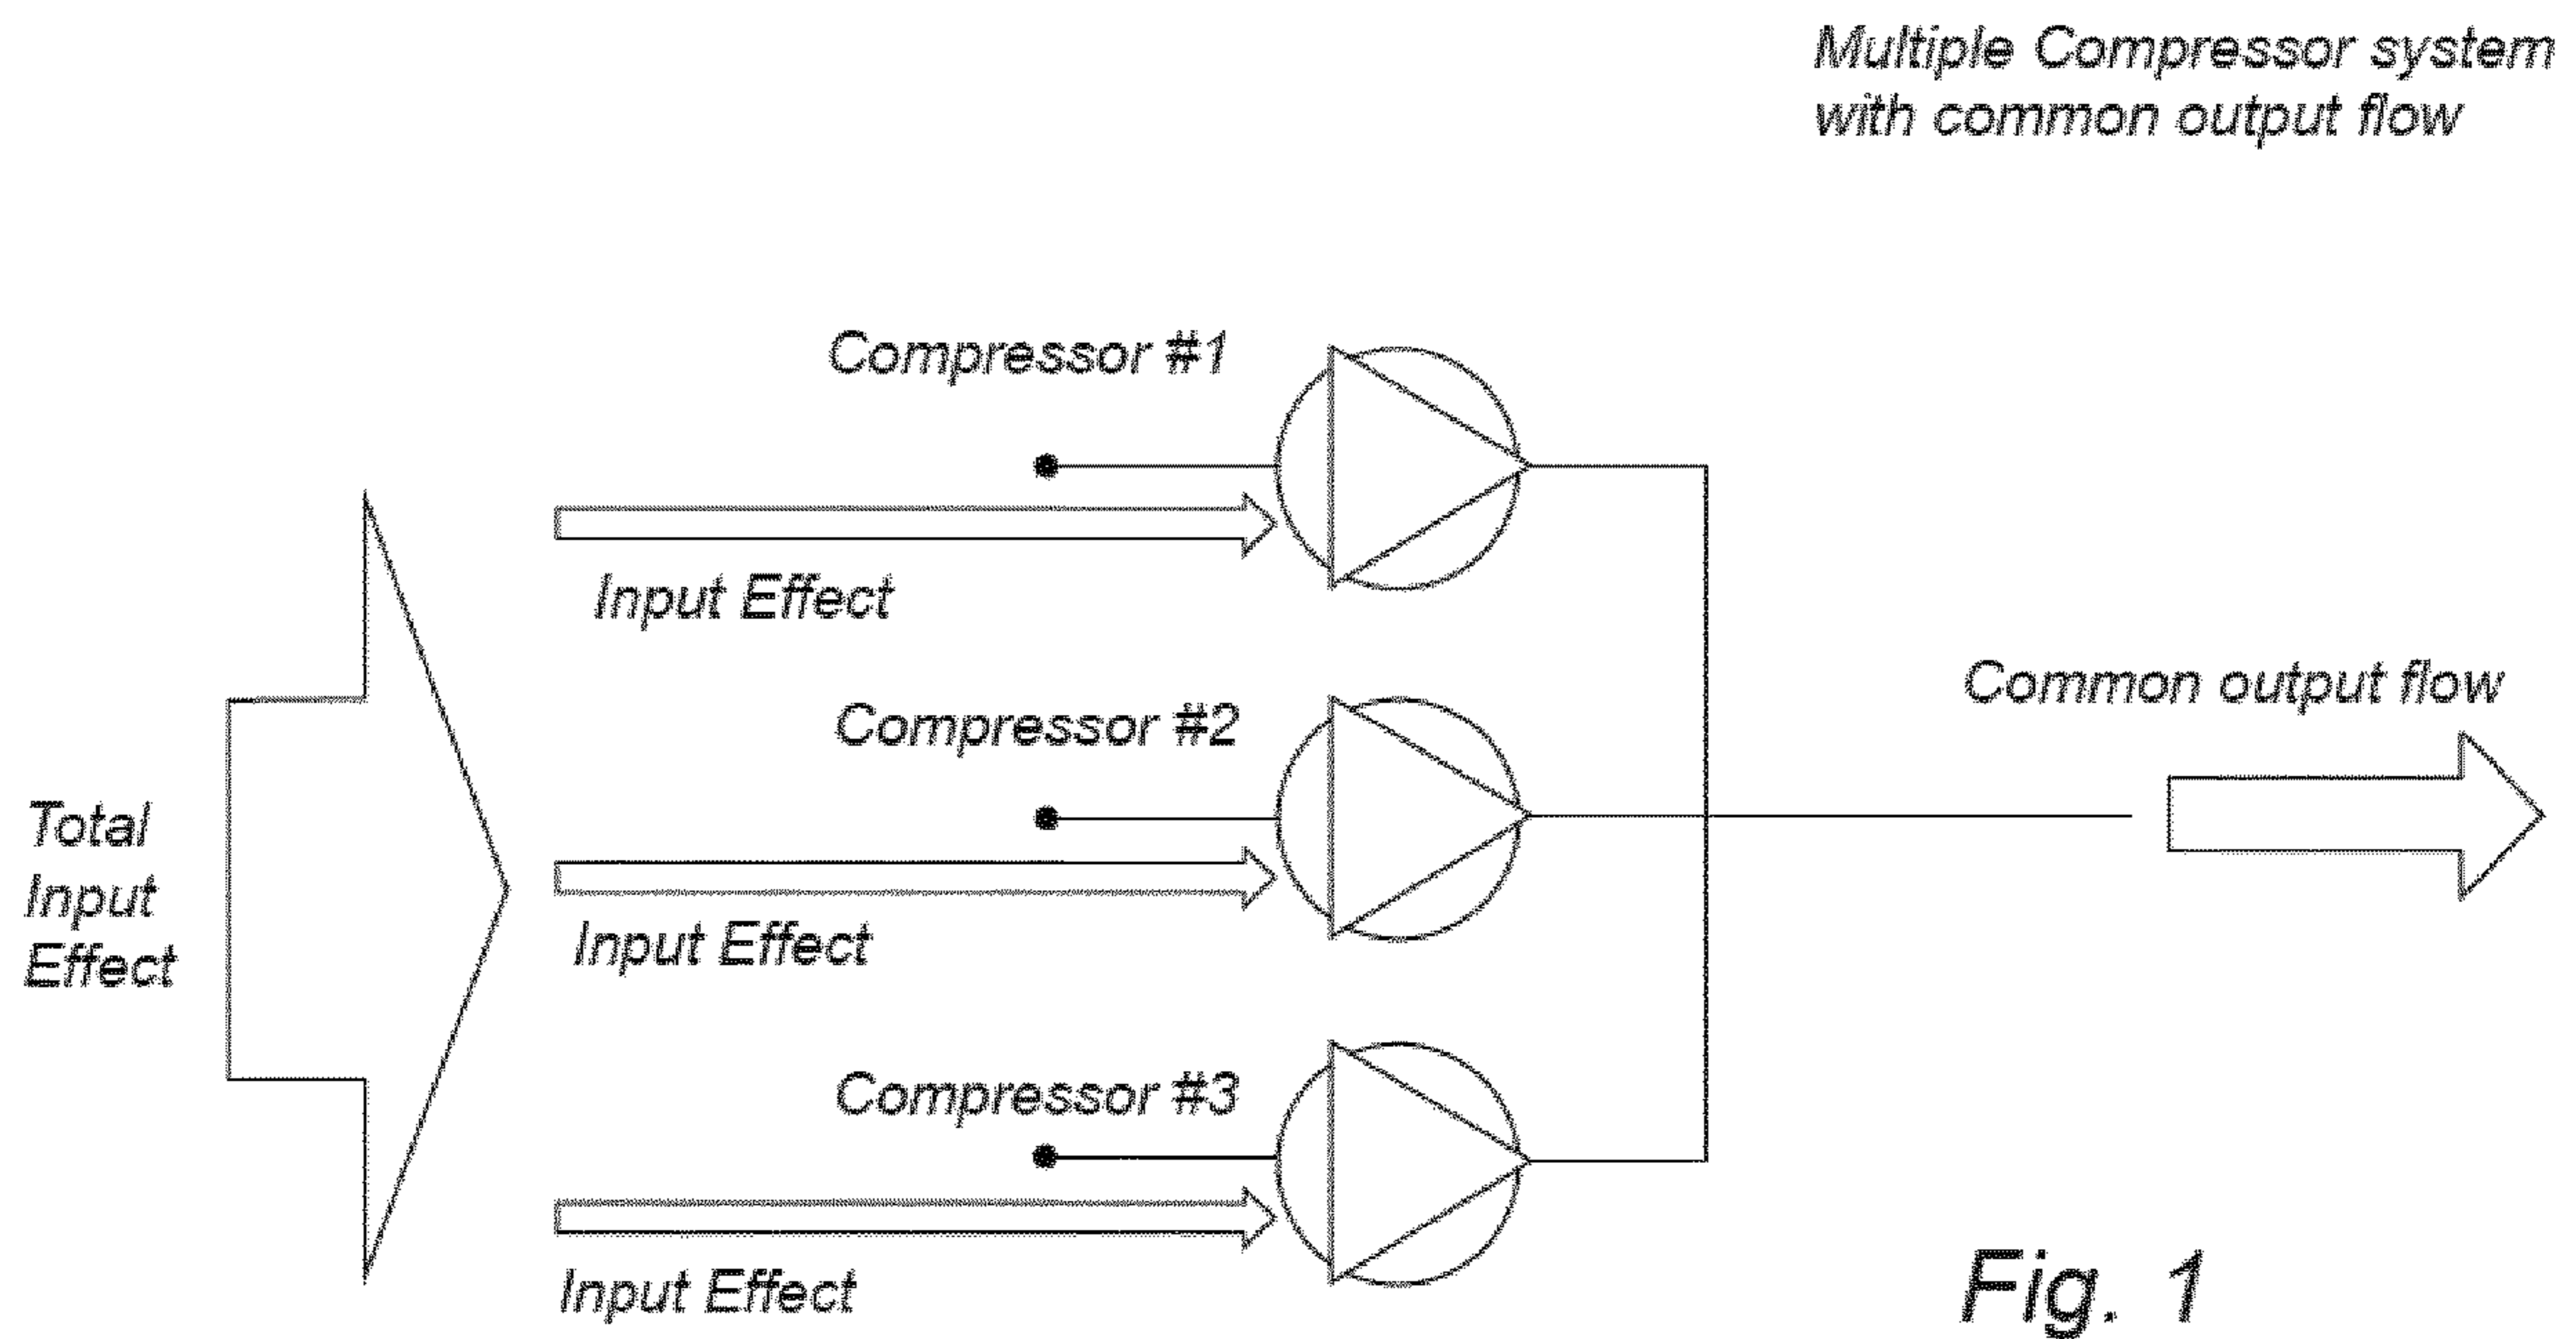 Multiple Compressor system
with common output flow
Compressor #1
Input Effect
Compressor #2
Common output flow
Total
Input
Effect
Input Effect
Compressor #3
Input Effect
Fig. 1